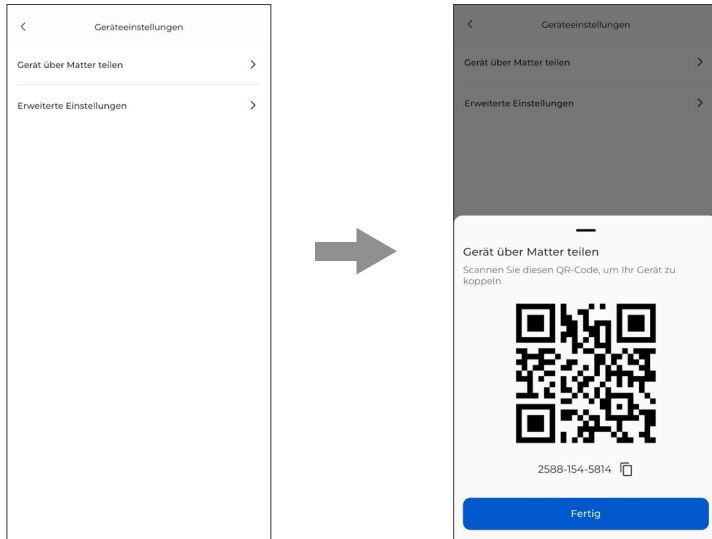 Geräteeinstellungen
Gerät über Matter teilen
Erweiterte Einstellungen
Geräteeinstellungen
Gerät über Matter teilen
Erweiterte Einstellungen
Gerät über Matter teilen
Scannen Sie diesen QR-Code, um Ihr Gerät zu
koppeln
2588-154-5814
Fertig